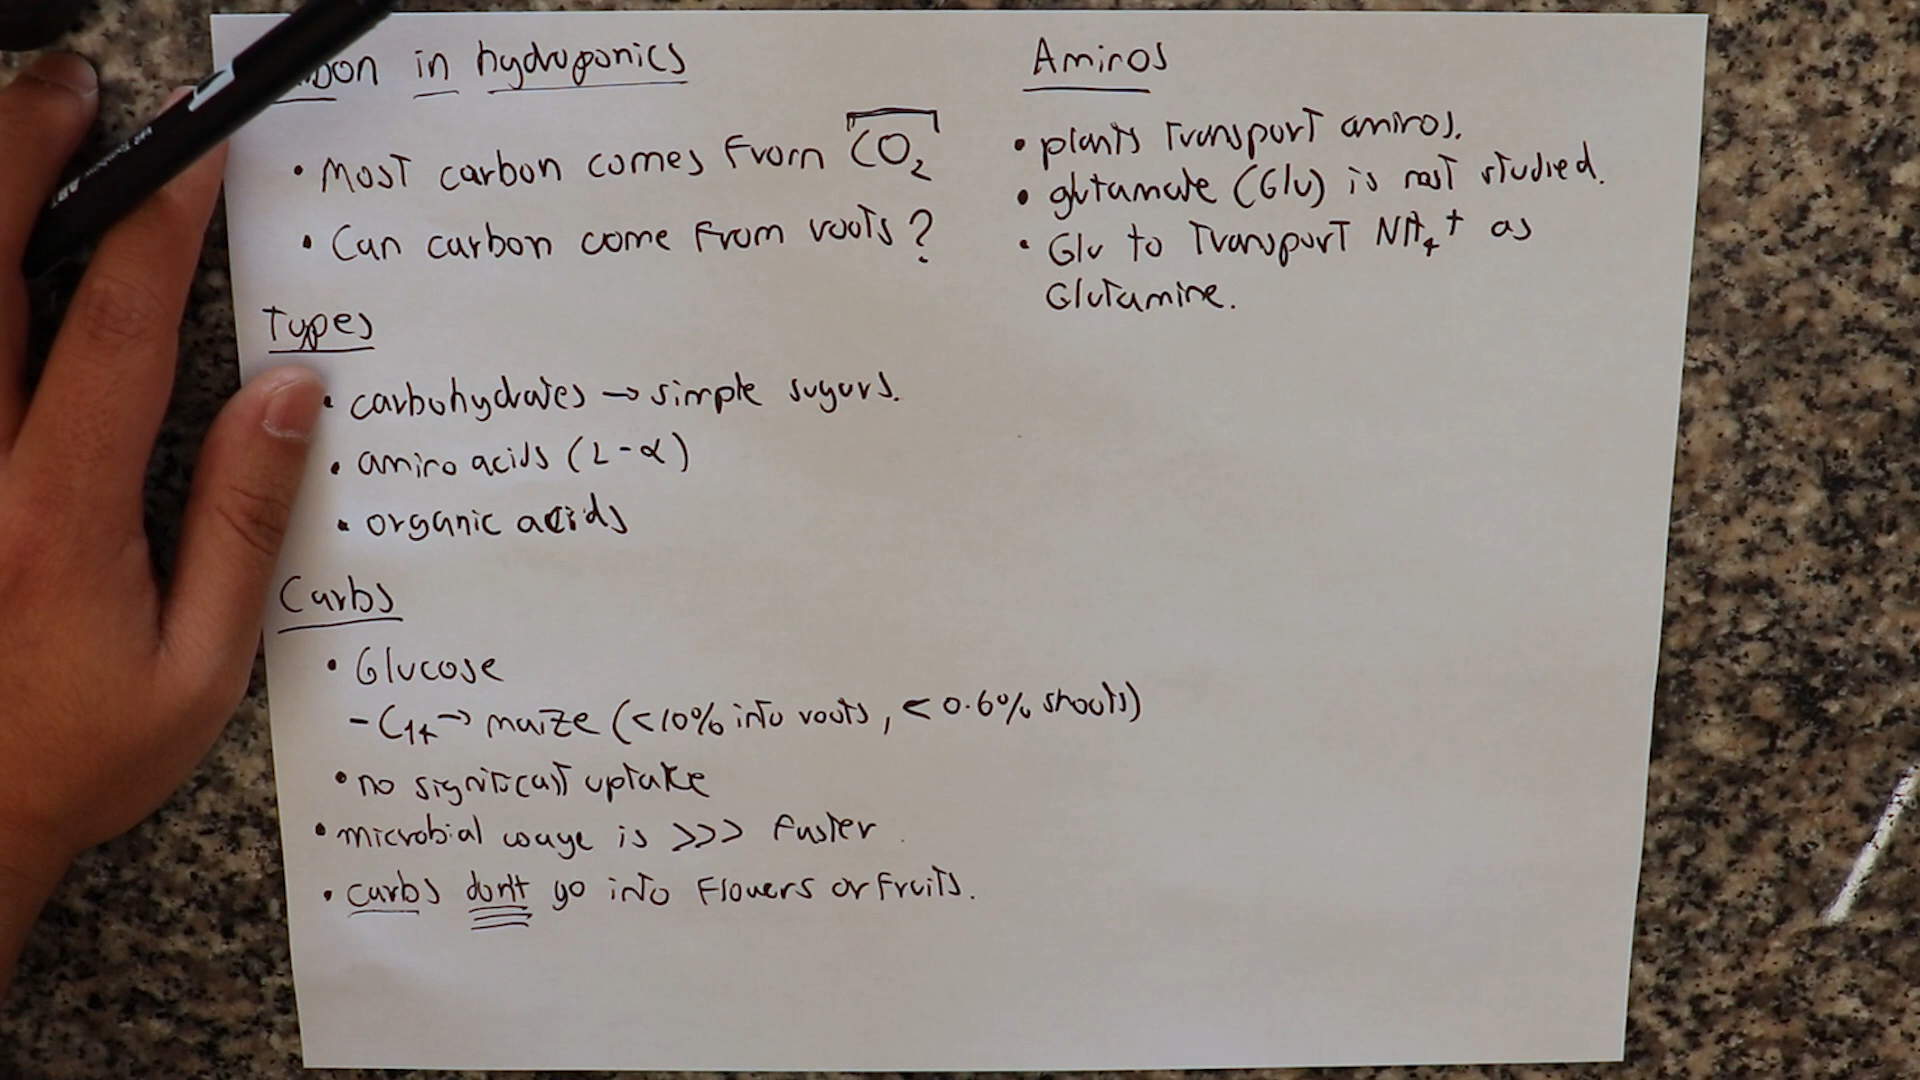 bon in hydroponics
• Most carbon comes from CO2
• Can carbon come from roots?
Types
• carbohydrates → simple sugars.
• amino acids (L-α)
• organic acids
Carbs
• Glucose
- C14 → maize (<10% into roots, <0.6% shoots)
• no significant uptake
• microbial usage is >>> faster
• carbs don't go into flowers or fruits.
Aminos
• plants transport aminos.
• glutamate (Glu) is most studied.
• Glu to transport NH4+ as
Glutamine.